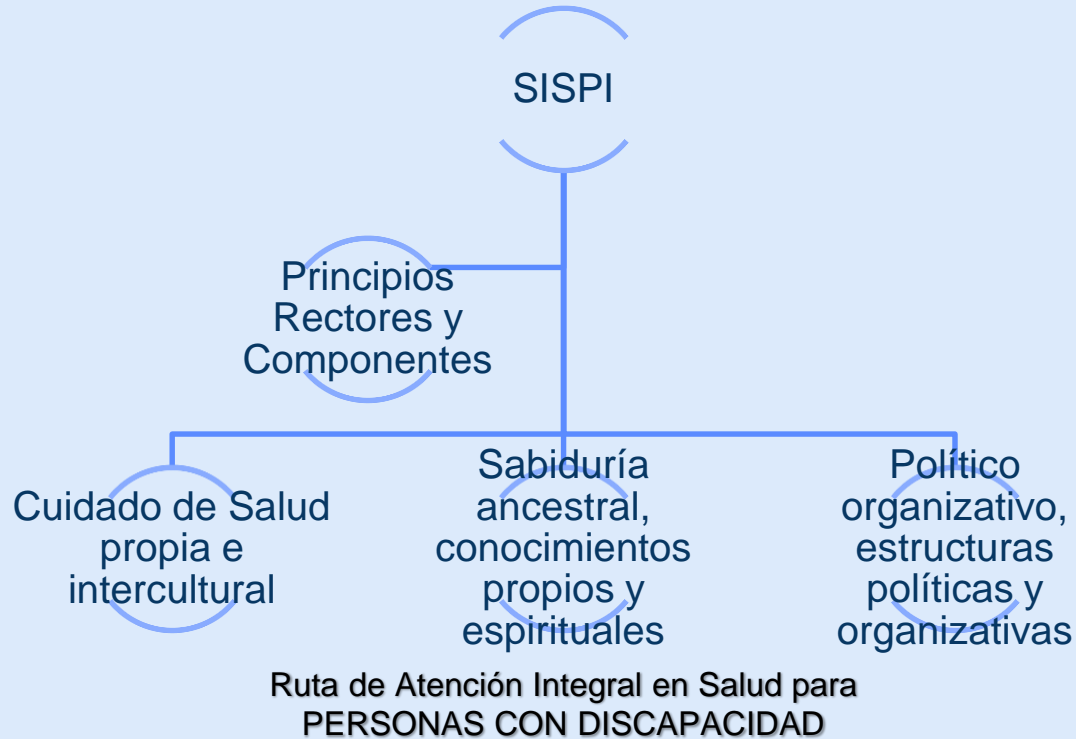 SISPI
Principios
Rectores y
Componentes
Cuidado de Salud
propia e
intercultural
Sabiduría
ancestral,
conocimientos
propios y
espirituales
Político
organizativo,
estructuras
políticas y
organizativas
Ruta de Atención Integral en Salud para
PERSONAS CON DISCAPACIDAD